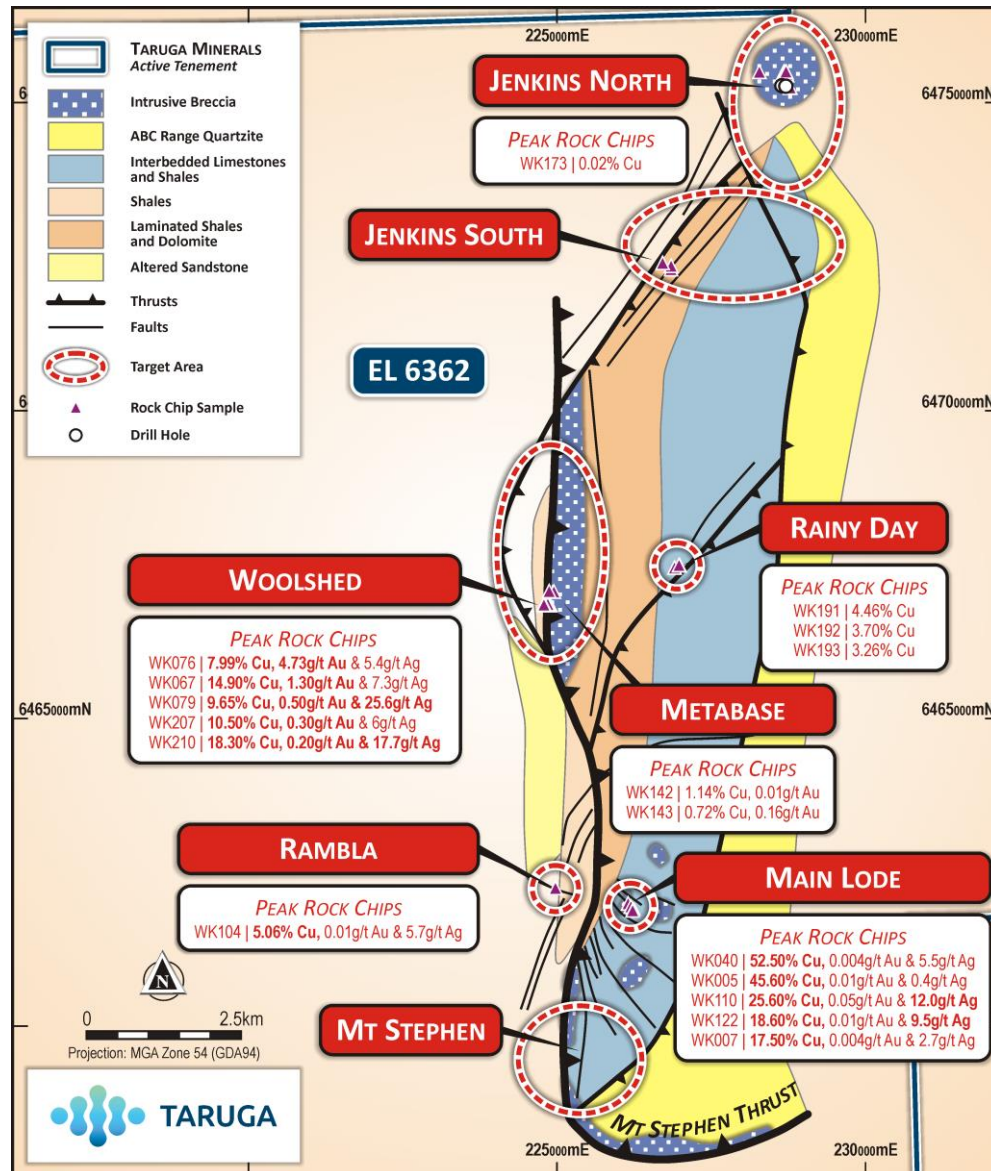 225000mE
230000mE
TARUGA MINERALS
Active Tenement
Intrusive Breccia
ABC Range Quartzite
Interbedded Limestones
and Shales
Shales
Laminated Shales
and Dolomite
Altered Sandstone
Thrusts
Faults
Target Area
Rock Chip Sample
Drill Hole
6
6475000mN
JENKINS NORTH
PEAK ROCK CHIPS
WK173 | 0.02% Cu
JENKINS SOUTH
EL 6362
6
6470000mN
RAINY DAY
PEAK ROCK CHIPS
WK191 | 4.46% Cu
WK192 | 3.70% Cu
WK193 | 3.26% Cu
WOOLSHED
PEAK ROCK CHIPS
WK076 | 7.99% Cu, 4.73g/t Au & 5.4g/t Ag
WK067 | 14.90% Cu, 1.30g/t Au & 7.3g/t Ag
WK079 | 9.65% Cu, 0.50g/t Au & 25.6g/t Ag
WK207 | 10.50% Cu, 0.30g/t Au & 6g/t Ag
WK210 | 18.30% Cu, 0.20g/t Au & 17.7g/t Ag
6465000mN
6465000mN
METABASE
PEAK ROCK CHIPS
WK142 | 1.14% Cu, 0.01g/t Au
WK143 | 0.72% Cu, 0.16g/t Au
RAMBLA
PEAK ROCK CHIPS
WK104 | 5.06% Cu, 0.01g/t Au & 5.7g/t Ag
MAIN LODE
PEAK ROCK CHIPS
WK040 | 52.50% Cu, 0.004g/t Au & 5.5g/t Ag
WK005 | 45.60% Cu, 0.01g/t Au & 0.4g/t Ag
WK110 | 25.60% Cu, 0.05g/t Au & 12.0g/t Ag
WK122 | 18.60% Cu, 0.01g/t Au & 9.5g/t Ag
WK007 | 17.50% Cu, 0.004g/t Au & 2.7g/t Ag
N
0 2.5km
Projection: MGA Zone 54 (GDA94)
MT STEPHEN
TARUGA
MT STEPHEN THRUST
225000mE
230000mE